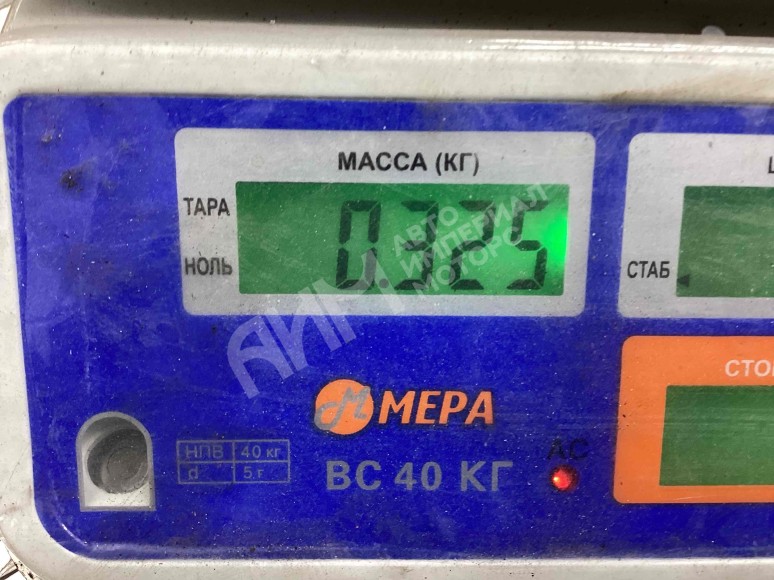 МАССА (КГ)
ТАРА
0.325
НОЛЬ
СТАБ
АИМ
АВТО
ИМПЕРИАЛ
МОТОРС
МЕРА
НПВ 40 кг
d 5 г
ВС 40 КГ
AC